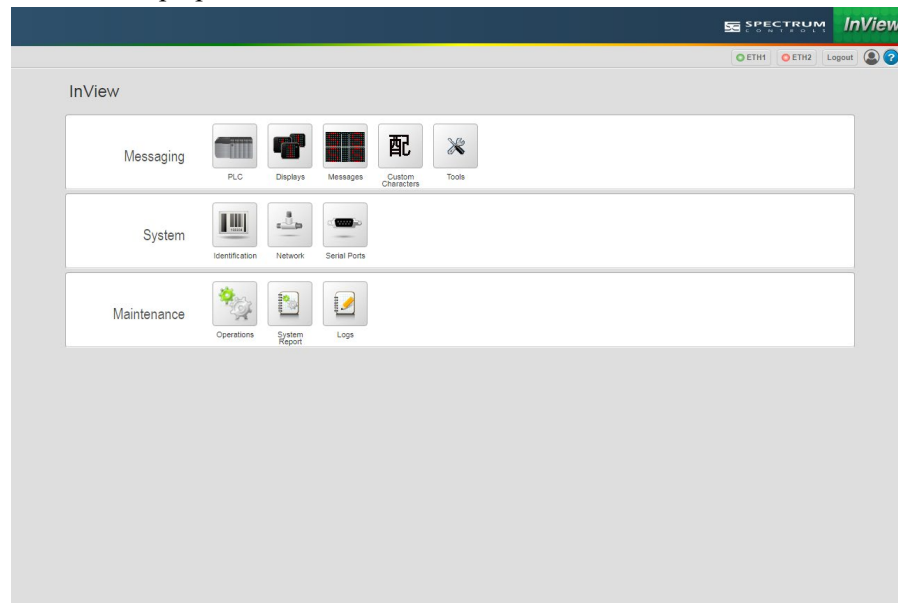 SPECTRUM
CONTROLS
InView
ETH1 ETH2 Logout ?
InView
Messaging
配
PLC Displays Messages Custom Characters Tools
System
Identification Network Serial Ports
Maintenance
Operations System Report Logs